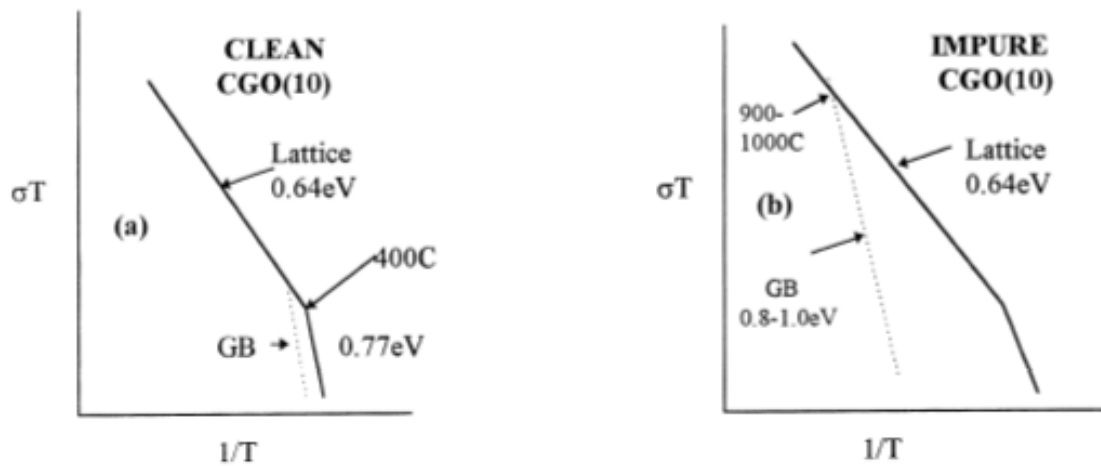 CLEAN
CGO(10)
Lattice
0.64eV
σT
(a)
400C
GB
0.77eV
1/T
IMPURE
CGO(10)
900-
1000C
Lattice
0.64eV
σT
(b)
GB
0.8-1.0eV
1/T